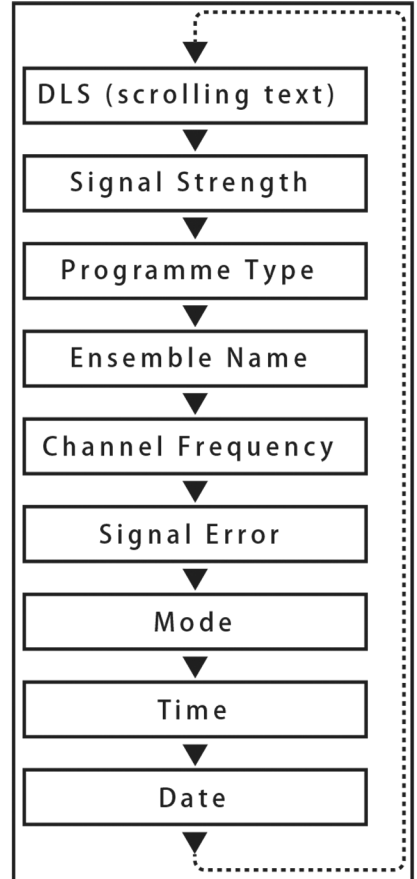 DLS (scrolling text)
Signal Strength
Programme Type
Ensemble Name
Channel Frequency
Signal Error
Mode
Time
Date